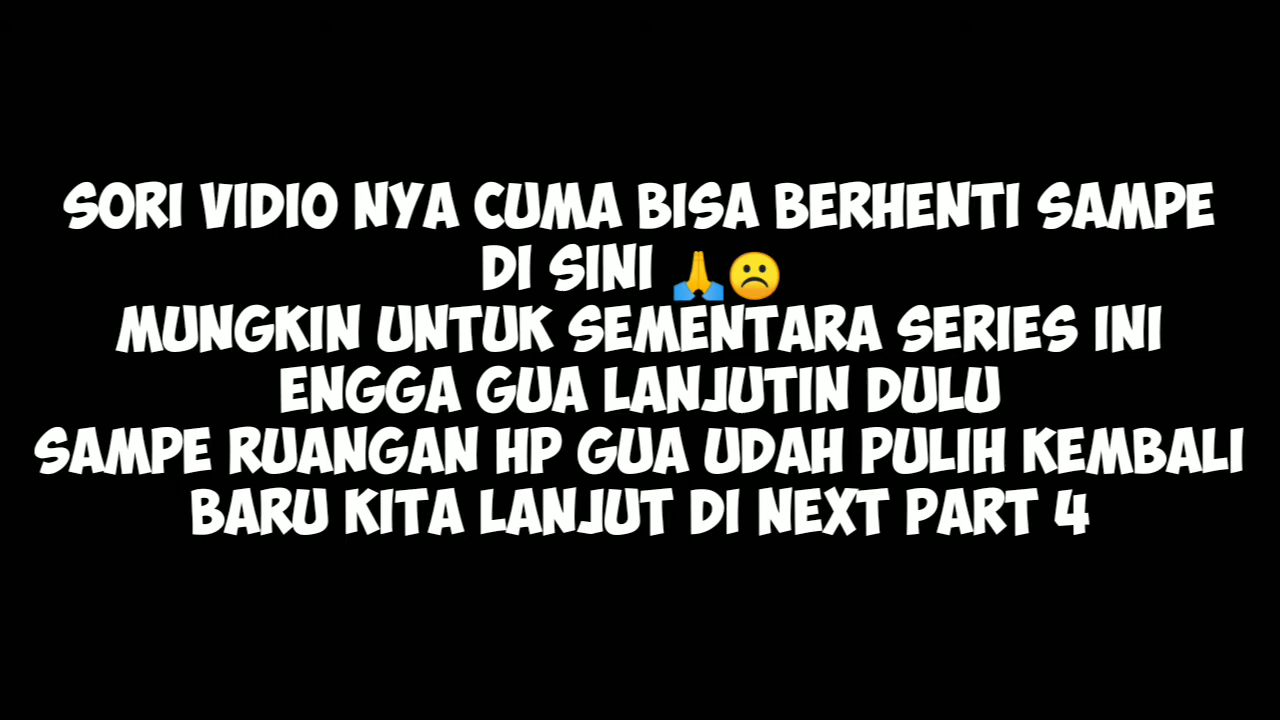 SORI VIDIO NYA CUMA BISA BERHENTI SAMPE
DI SINI 🙏☹️
MUNGKIN UNTUK SEMENTARA SERIES INI
ENGGA GUA LANJUTIN DULU
SAMPE RUANGAN HP GUA UDAH PULIH KEMBALI
BARU KITA LANJUT DI NEXT PART 4